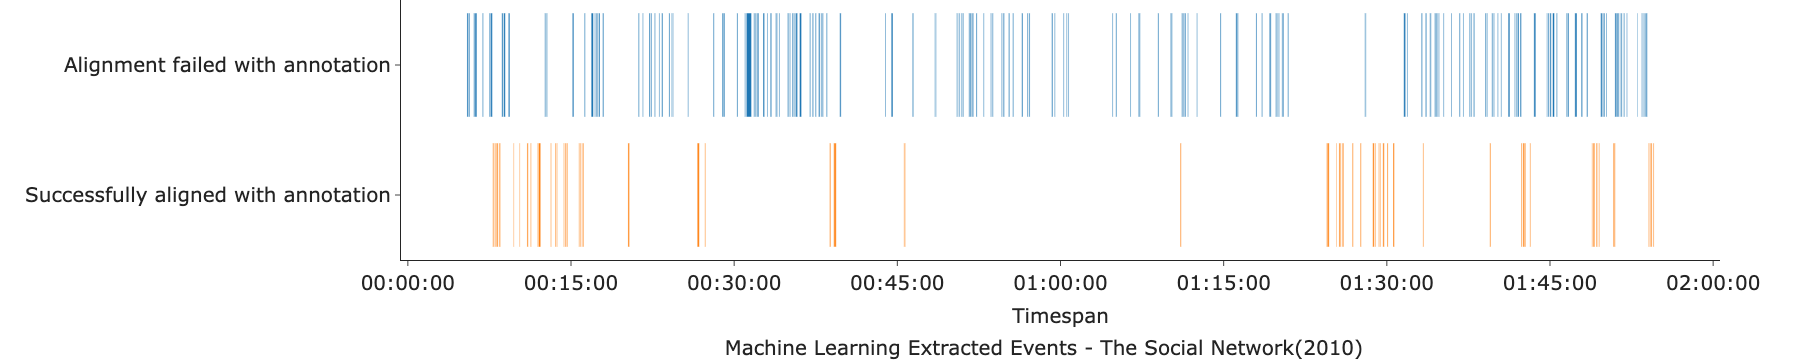 Alignment failed with annotation
Successfully aligned with annotation
00:00:00 00:15:00 00:30:00 00:45:00 01:00:00 01:15:00 01:30:00 01:45:00 02:00:00
Timespan
Machine Learning Extracted Events - The Social Network(2010)